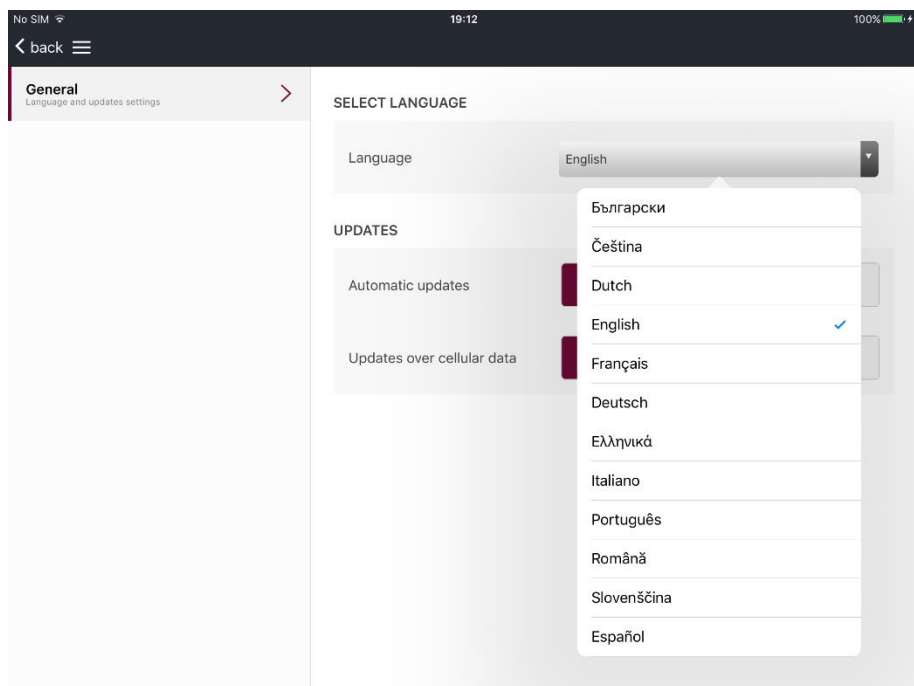 No SIM 19:12 100%
back
General
Language and updates settings
SELECT LANGUAGE
Language English
UPDATES
Automatic updates
Updates over cellular data
Български
Čeština
Dutch
English
Français
Deutsch
Ελληνικά
Italiano
Português
Română
Slovenščina
Español